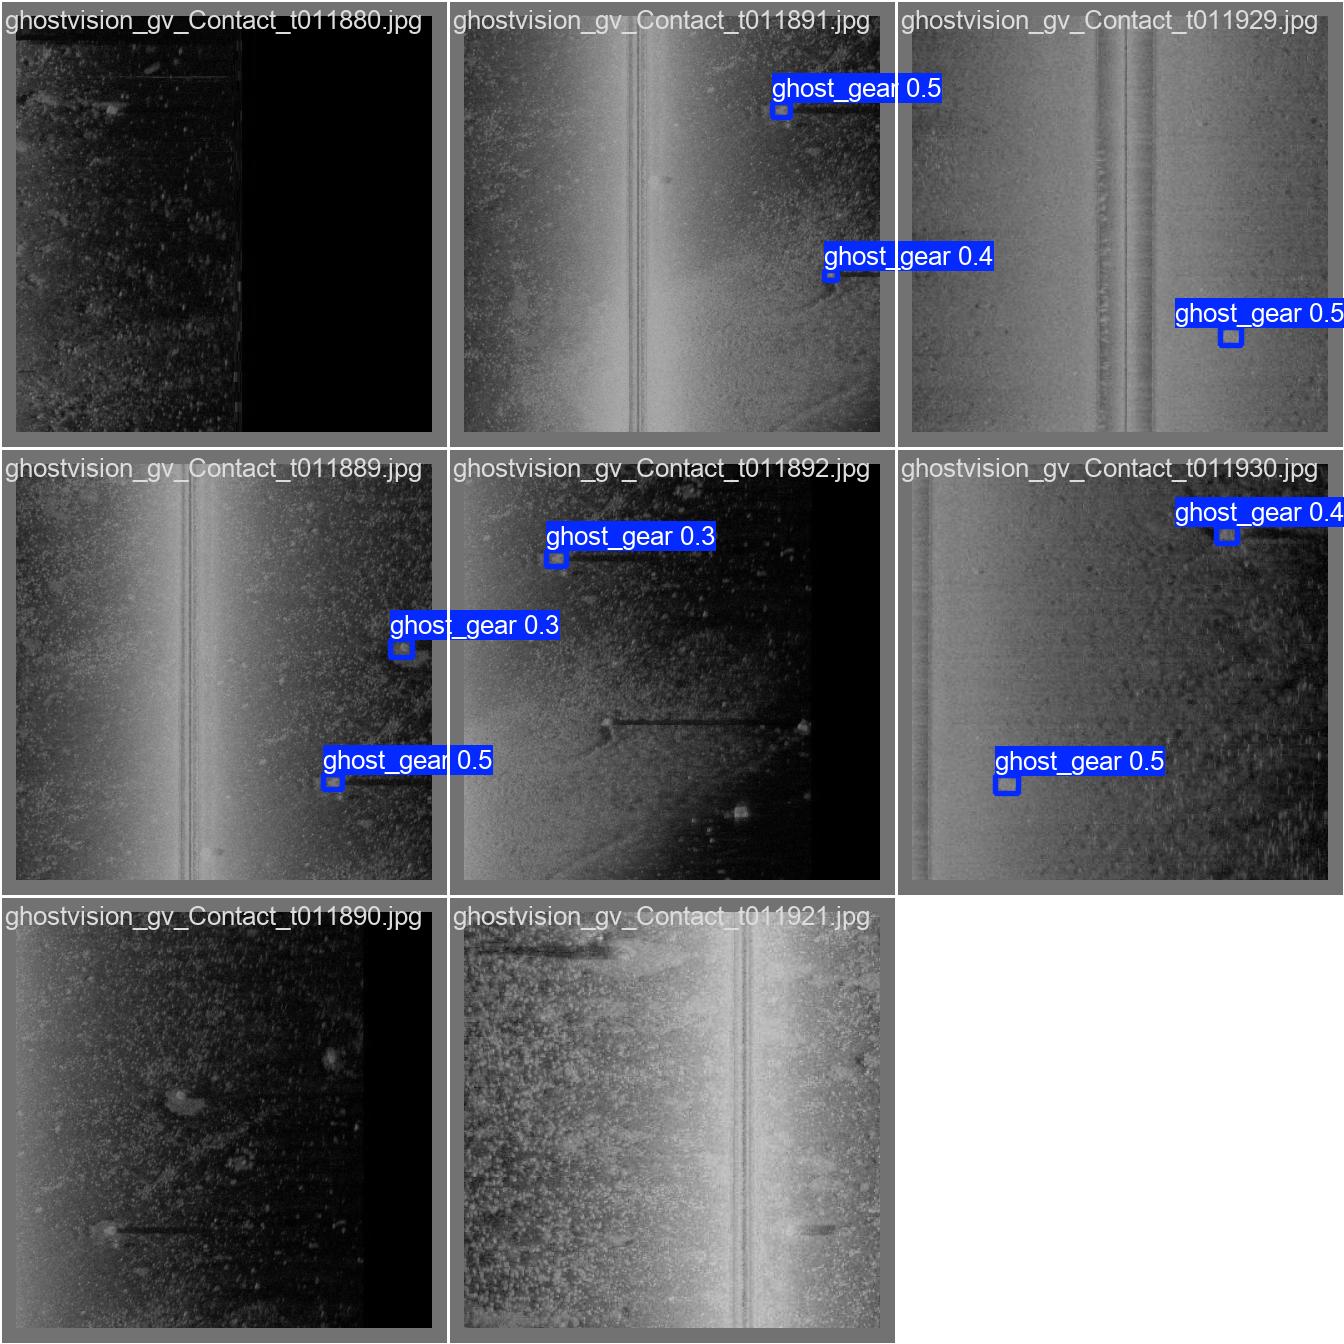 ghostvision_gv_Contact_t011880.jpg
ghostvision_gv_Contact_t011891.jpg
ghostvision_gv_Contact_t011929.jpg
ghost_gear 0.5
ghost_gear 0.4
ghost_gear 0.5
ghostvision_gv_Contact_t011889.jpg
ghostvision_gv_Contact_t011892.jpg
ghostvision_gv_Contact_t011930.jpg
ghost_gear 0.4
ghost_gear 0.3
ghost_gear 0.3
ghost_gear 0.5
ghost_gear 0.5
ghostvision_gv_Contact_t011890.jpg
ghostvision_gv_Contact_t011921.jpg